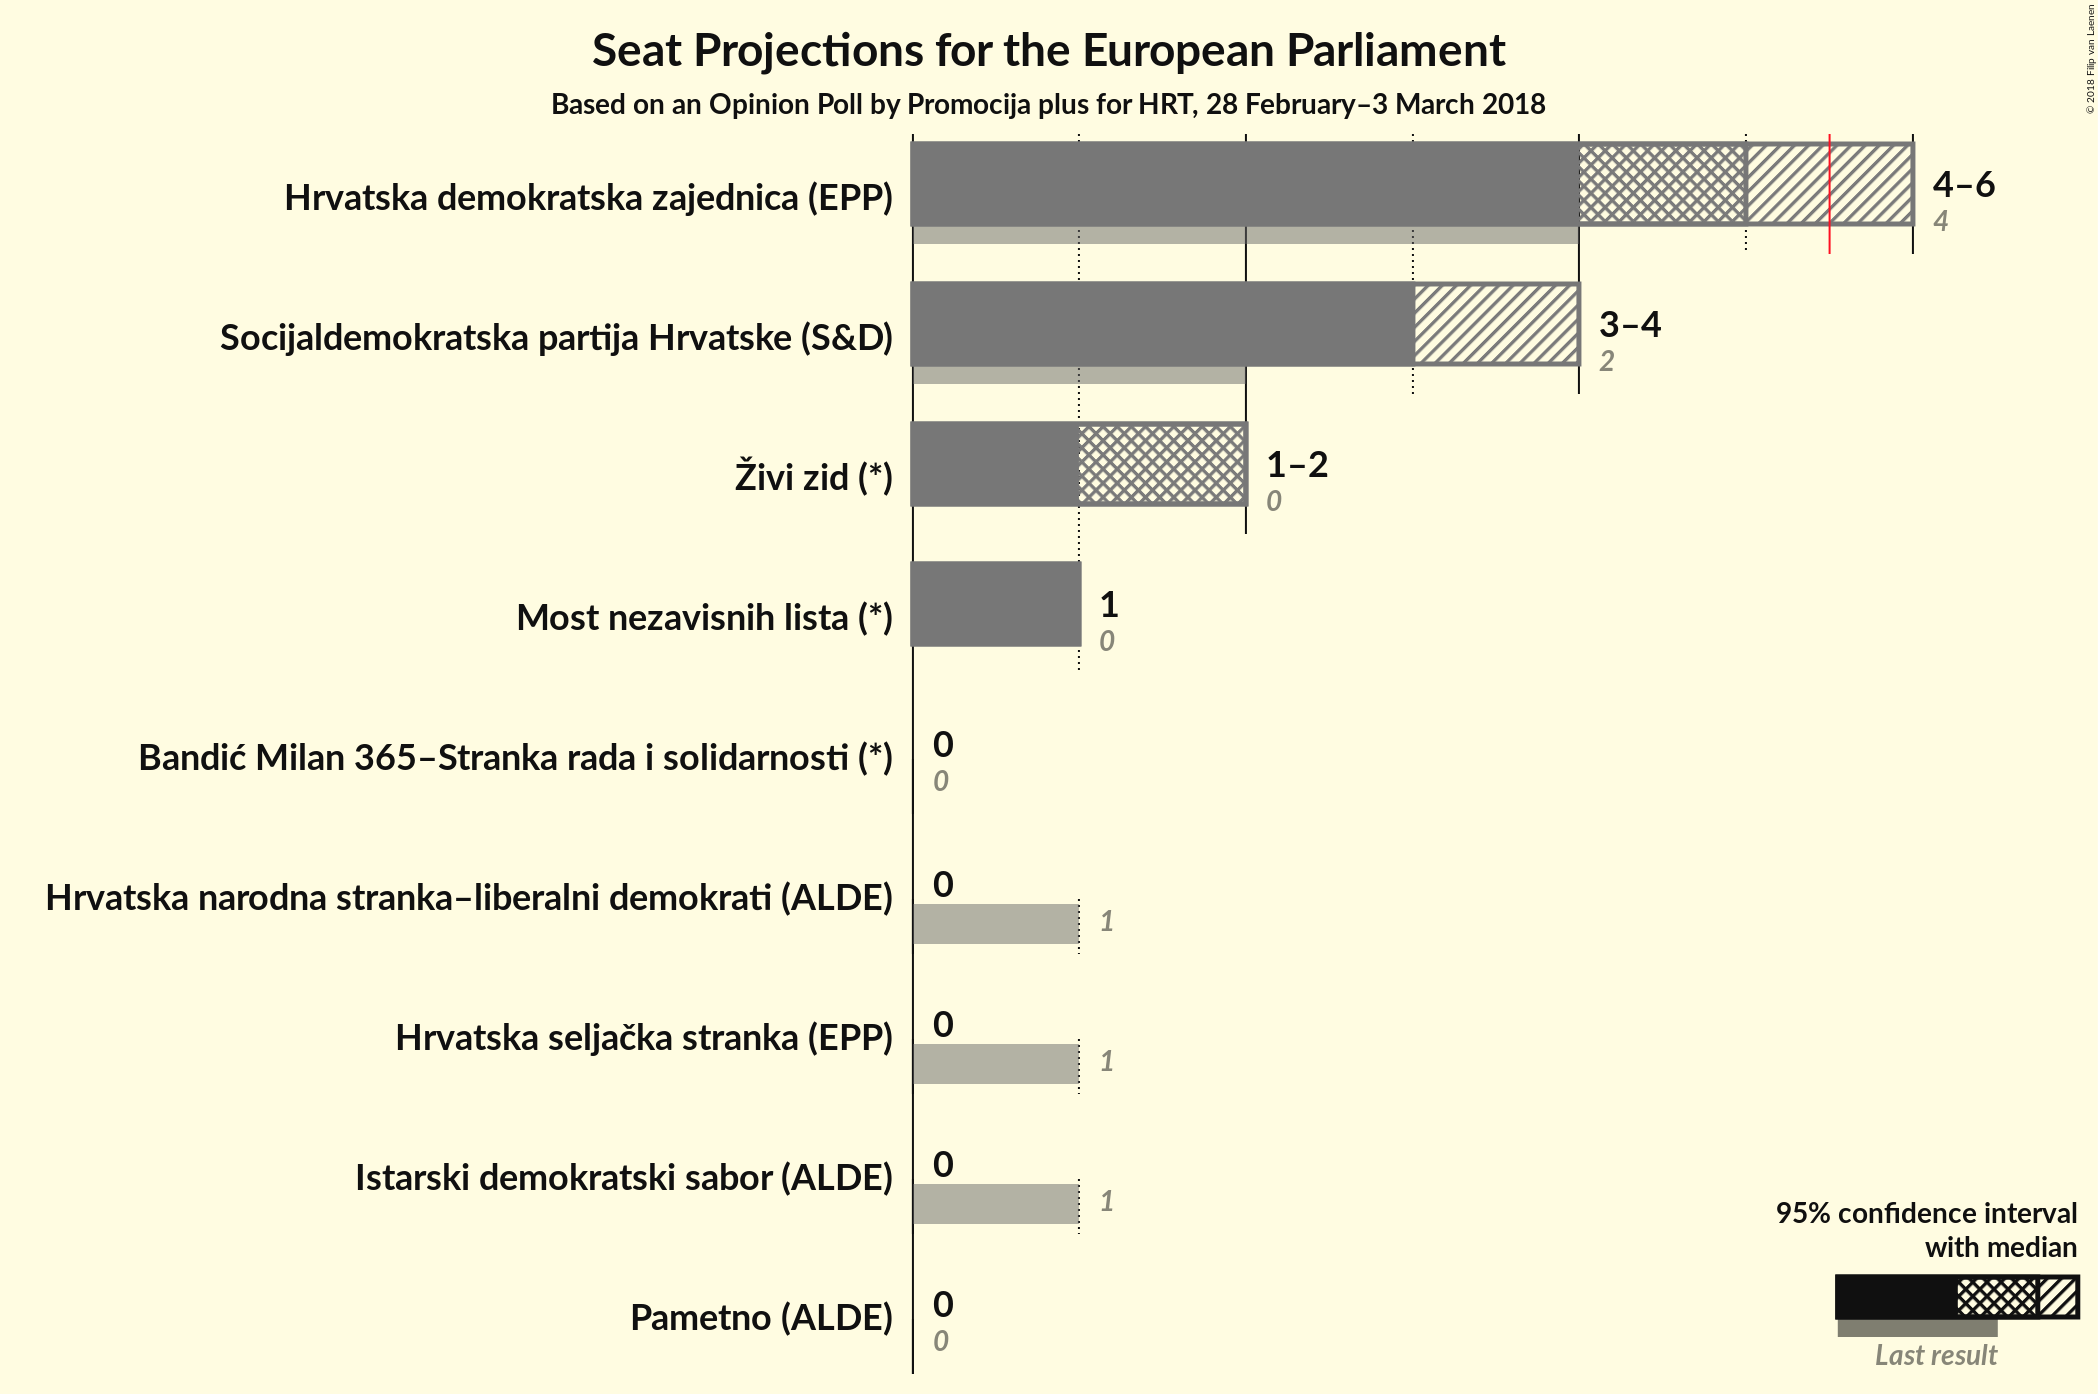 Seat Projections for the European Parliament
Based on an Opinion Poll by Promocija plus for HRT, 28 February–3 March 2018
© 2018 Filip van Laenen
Hrvatska demokratska zajednica (EPP)
4–6
4
Socijaldemokratska partija Hrvatske (S&D)
3–4
2
Živi zid (*)
1–2
0
Most nezavisnih lista (*)
1
0
Bandić Milan 365–Stranka rada i solidarnosti (*)
0
0
Hrvatska narodna stranka–liberalni demokrati (ALDE)
0
1
Hrvatska seljačka stranka (EPP)
0
1
Istarski demokratski sabor (ALDE)
0
1
Pametno (ALDE)
0
0
95% confidence interval
with median
Last result